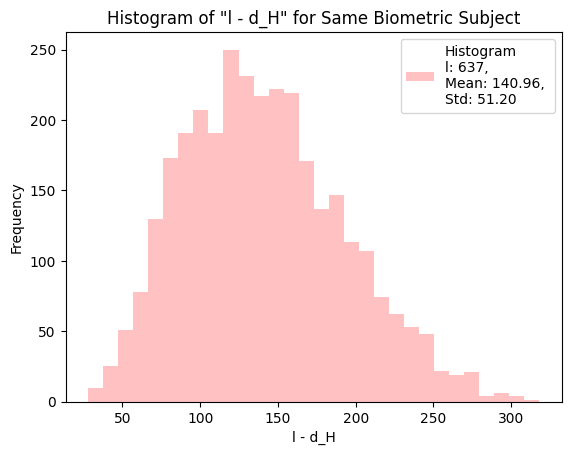 Histogram of "l - d_H" for Same Biometric Subject
Histogram
l: 637,
Mean: 140.96,
Std: 51.20
Frequency
250
200
150
100
50
0
50 100 150 200 250 300
l - d_H